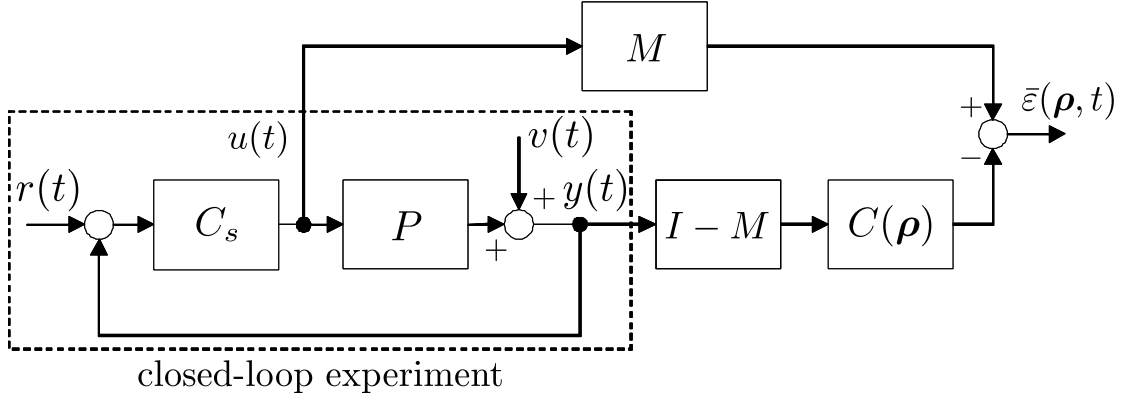 M
+
ε̄(ρ, t)
−
u(t)
v(t)
r(t)
C_s
P
+
+
y(t)
I − M
C(ρ)
closed-loop experiment